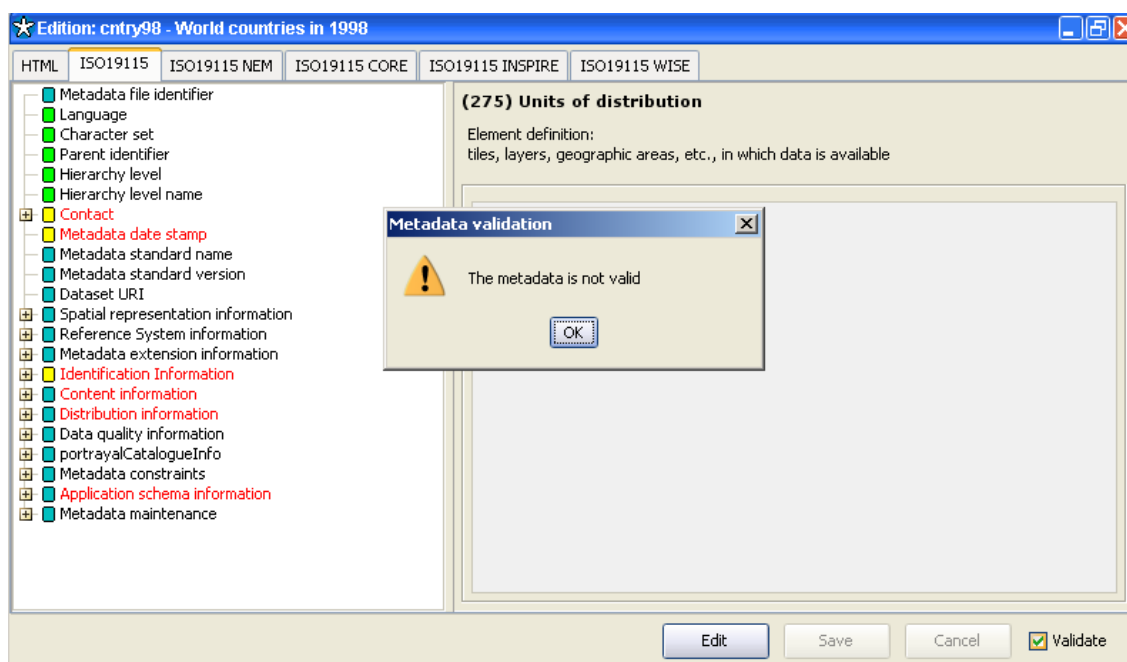 Edition: cntry98 - World countries in 1998
HTML ISO19115 ISO19115 NEM ISO19115 CORE ISO19115 INSPIRE ISO19115 WISE
Metadata file identifier
Language
Character set
Parent identifier
Hierarchy level
Hierarchy level name
Contact
Metadata date stamp
Metadata standard name
Metadata standard version
Dataset URI
Spatial representation information
Reference System information
Metadata extension information
Identification Information
Content information
Distribution information
Data quality information
portrayalCatalogueInfo
Metadata constraints
Application schema information
Metadata maintenance
(275) Units of distribution
Element definition:
tiles, layers, geographic areas, etc., in which data is available
Metadata validation
The metadata is not valid
OK
Edit Save Cancel Validate